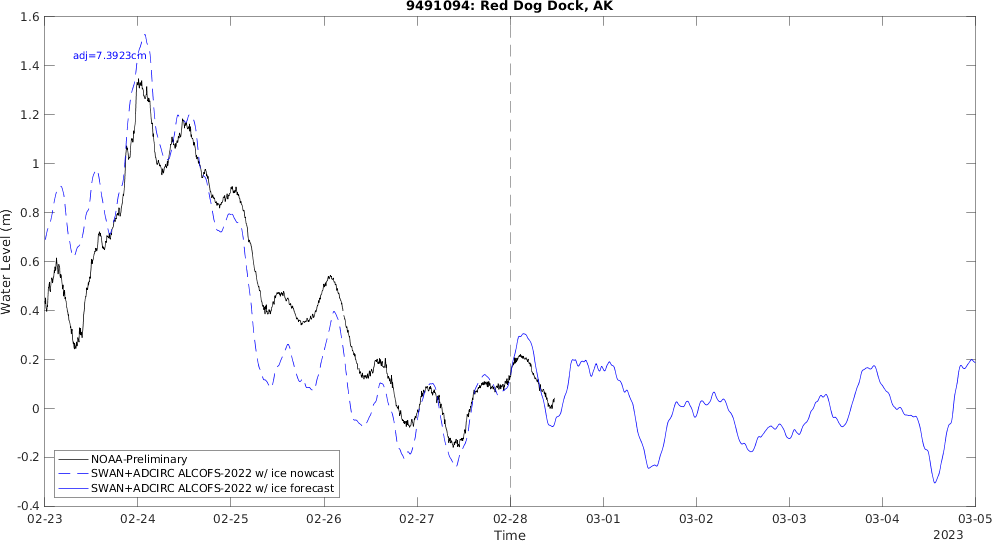 9491094: Red Dog Dock, AK
adj=7.3923cm
Water Level (m)
1.6
1.4
1.2
1
0.8
0.6
0.4
0.2
0
-0.2
-0.4
NOAA-Preliminary
SWAN+ADCIRC ALCOFS-2022 w/ ice nowcast
SWAN+ADCIRC ALCOFS-2022 w/ ice forecast
02-23 02-24 02-25 02-26 02-27 02-28 03-01 03-02 03-03 03-04 03-05
Time
2023